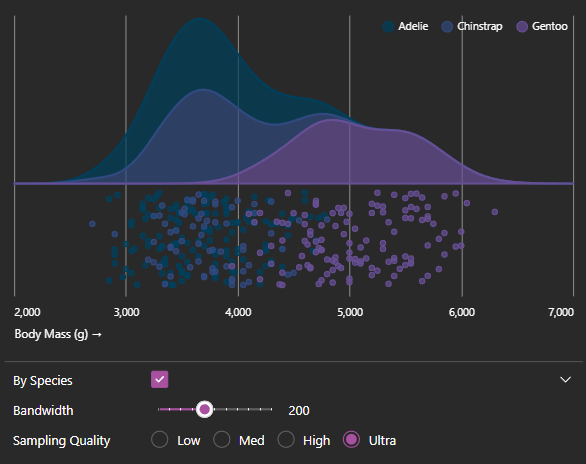 Adelie Chinstrap Gentoo
2,000 3,000 4,000 5,000 6,000 7,000
Body Mass (g) →
By Species
Bandwidth 200
Sampling Quality Low Med High Ultra